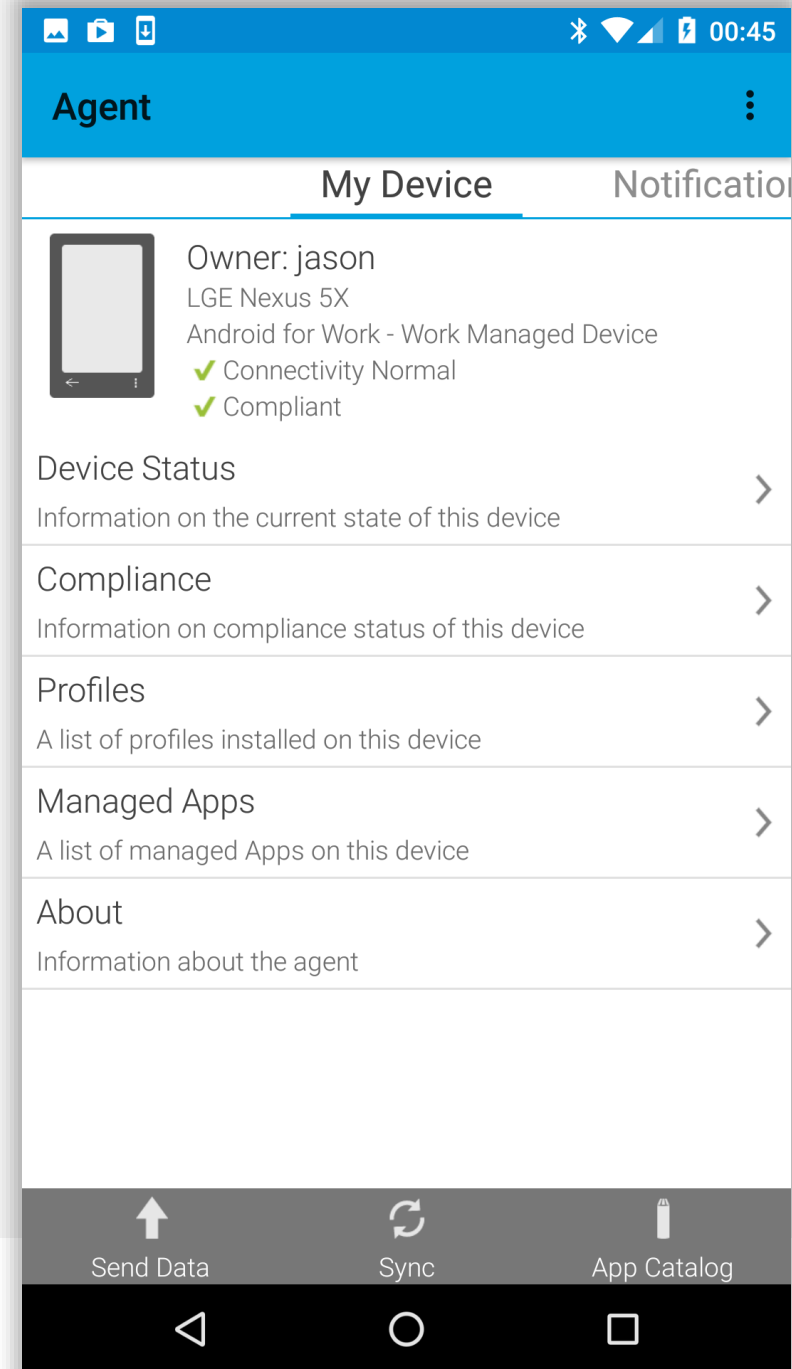 00:45
Agent
My Device
Notification
Owner: jason
LGE Nexus 5X
Android for Work - Work Managed Device
Connectivity Normal
Compliant
Device Status
Information on the current state of this device
Compliance
Information on compliance status of this device
Profiles
A list of profiles installed on this device
Managed Apps
A list of managed Apps on this device
About
Information about the agent
Send Data
Sync
App Catalog